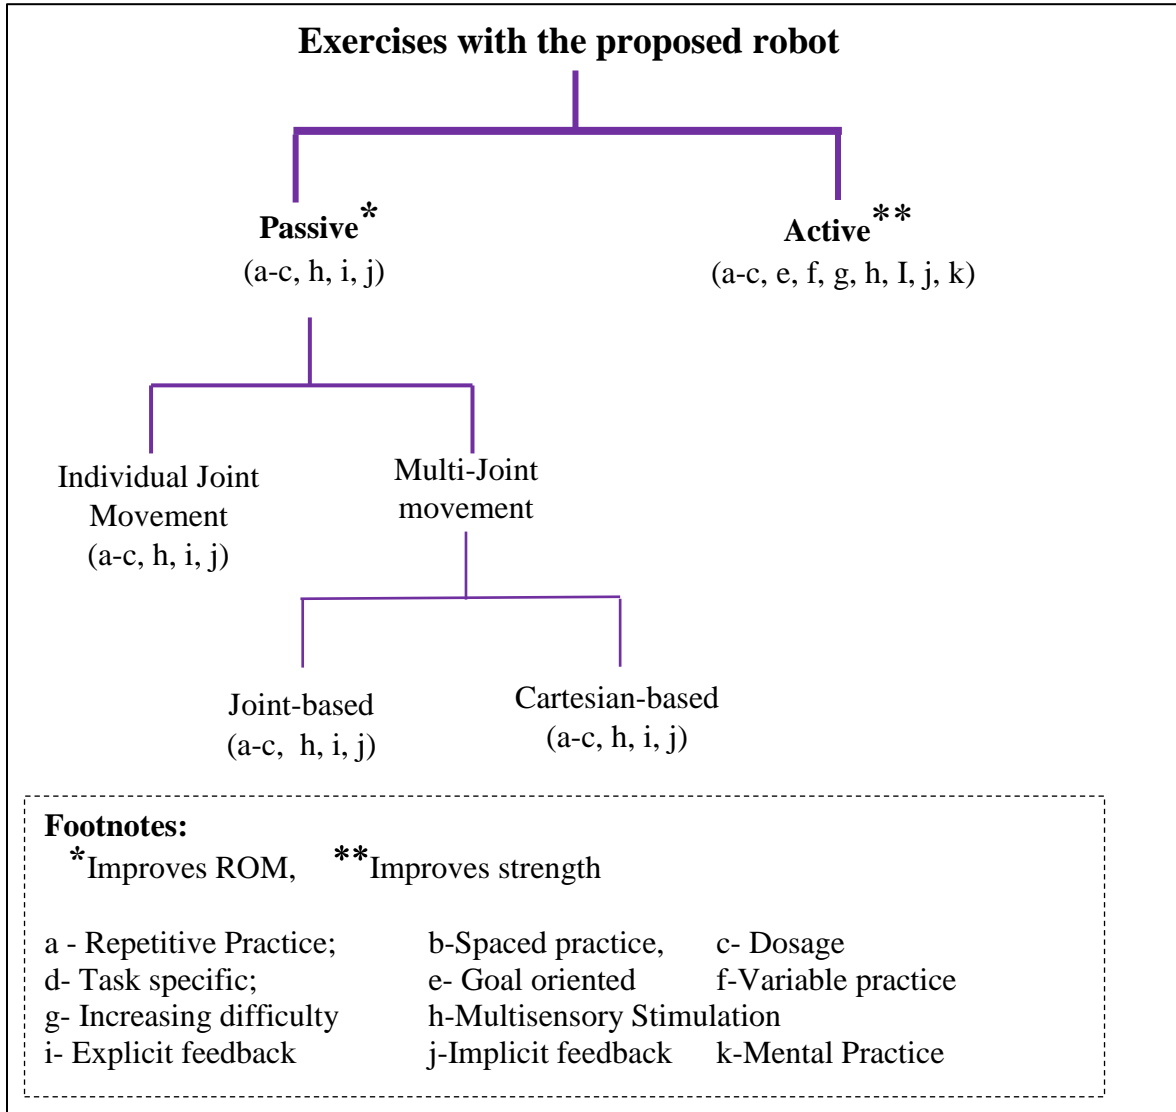 Exercises with the proposed robot
Passive*
(a-c, h, i, j)
Active**
(a-c, e, f, g, h, I, j, k)
Individual Joint
Movement
(a-c, h, i, j)
Multi-Joint
movement
Joint-based
(a-c,  h, i, j)
Cartesian-based
(a-c, h, i, j)
Footnotes:
*Improves ROM,    **Improves strength
a - Repetitive Practice;    b-Spaced practice,    c- Dosage
d- Task specific;    e- Goal oriented    f-Variable practice
g- Increasing difficulty    h-Multisensory Stimulation
i- Explicit feedback    j-Implicit feedback    k-Mental Practice